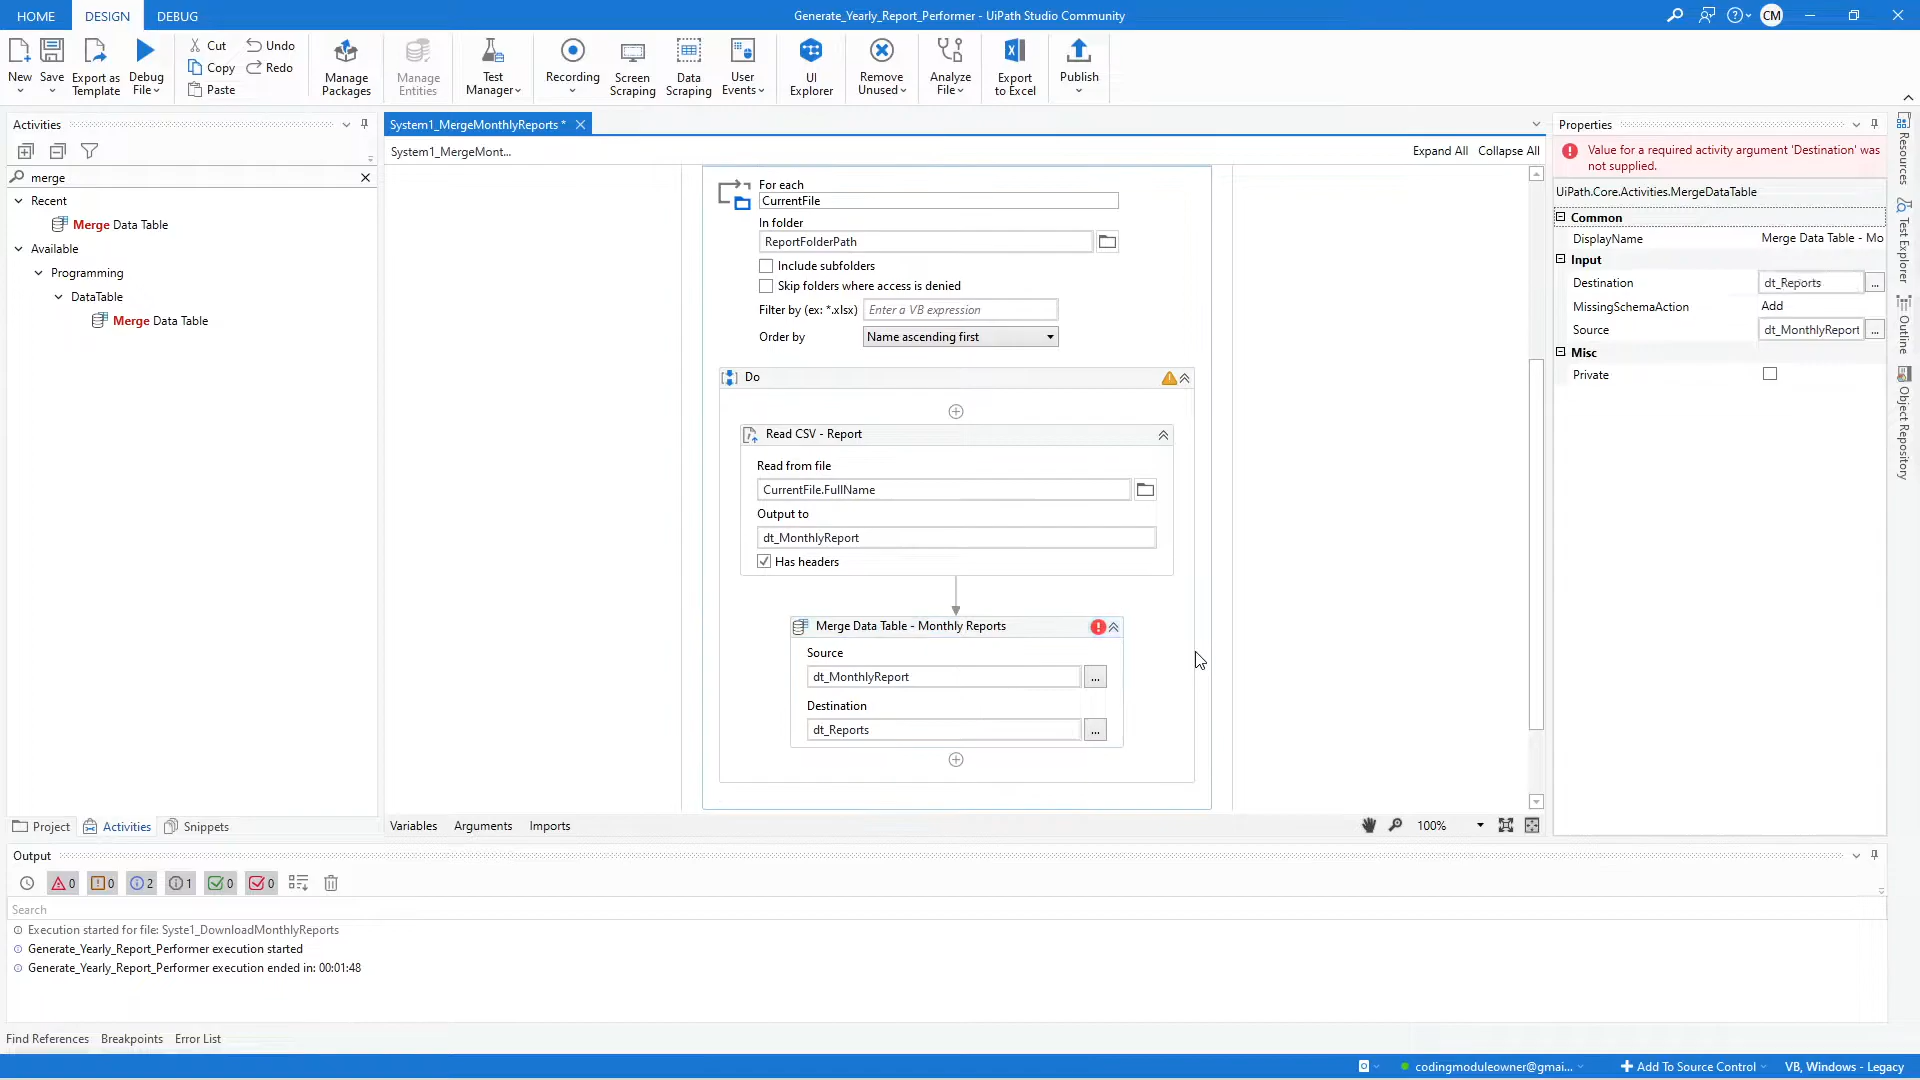 HOME
DESIGN
DEBUG
Generate_Yearly_Report_Performer - UiPath Studio Community
CM
New
Save
Export as Template
Debug File
Cut
Copy
Paste
Undo
Redo
Manage Packages
Manage Entities
Test Manager
Recording
Screen Scraping
Data Scraping
User Events
UI Explorer
Remove Unused
Analyze File
Export to Excel
Publish
Activities
merge
Recent
Merge Data Table
Available
Programming
DataTable
Merge Data Table
Project
Activities
Snippets
System1_MergeMonthlyReports *
System1_MergeMont...
Expand All
Collapse All
For each
CurrentFile
In folder
ReportFolderPath
Include subfolders
Skip folders where access is denied
Filter by (ex: *.xlsx)
Enter a VB expression
Order by
Name ascending first
Do
Read CSV - Report
Read from file
CurrentFile.FullName
Output to
dt_MonthlyReport
Has headers
Merge Data Table - Monthly Reports
Source
dt_MonthlyReport
...
Destination
dt_Reports
...
Variables
Arguments
Imports
100%
Properties
Value for a required activity argument 'Destination' was
not supplied.
UiPath.Core.Activities.MergeDataTable
Common
DisplayName
Merge Data Table - Mo
Input
Destination
dt_Reports
...
MissingSchemaAction
Add
Source
dt_MonthlyReport
...
Misc
Private
Resources
Test Explorer
Outline
Object Repository
Output
0
0
2
1
0
0
Search
Execution started for file: Syste1_DownloadMonthlyReports
Generate_Yearly_Report_Performer execution started
Generate_Yearly_Report_Performer execution ended in: 00:01:48
Find References
Breakpoints
Error List
codingmoduleowner@gmai...
Add To Source Control
VB, Windows - Legacy